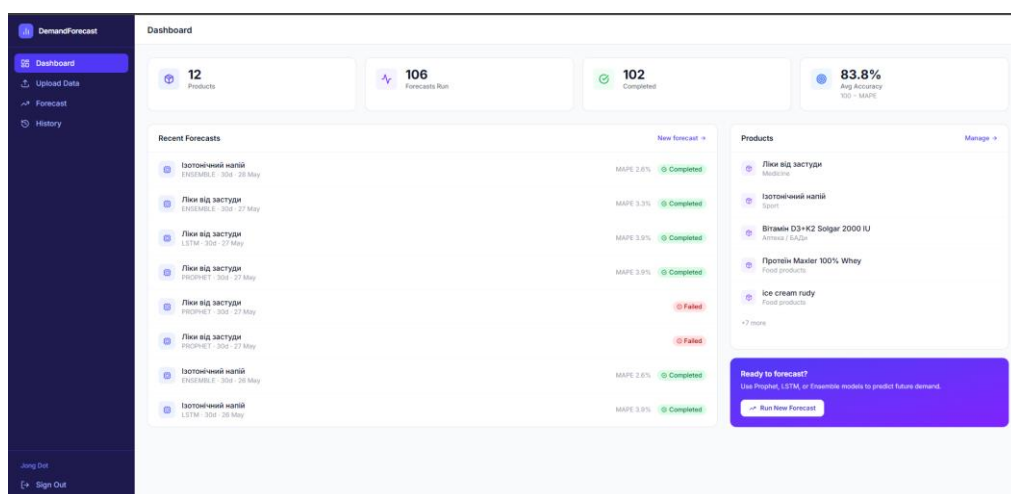 DemandForecast
Dashboard
Upload Data
Forecast
History
Jong Dot
Sign Out
Dashboard
12
Products
106
Forecasts Run
102
Completed
83.8%
Avg Accuracy
100 − MAPE
Recent Forecasts
New forecast →
Ізотонічний напій
MAPE 2.6% Completed
ENSEMBLE · 30d · 28 May
Ліки від застуди
MAPE 3.3% Completed
ENSEMBLE · 30d · 27 May
Ліки від застуди
MAPE 3.9% Completed
LSTM · 30d · 27 May
Ліки від застуди
MAPE 3.9% Completed
PROPHET · 30d · 27 May
Ліки від застуди
Failed
PROPHET · 30d · 27 May
Ліки від застуди
Failed
PROPHET · 30d · 27 May
Ізотонічний напій
MAPE 2.6% Completed
ENSEMBLE · 30d · 26 May
Ізотонічний напій
MAPE 3.9% Completed
LSTM · 30d · 26 May
Products
Manage →
Ліки від застуди
Medicine
Ізотонічний напій
Sport
Вітамін D3+K2 Solgar 2000 IU
Аптека / БАДи
Протеїн Maxler 100% Whey
Food products
ice cream rudy
Food products
+7 more
Ready to forecast?
Use Prophet, LSTM, or Ensemble models to predict future demand.
Run New Forecast